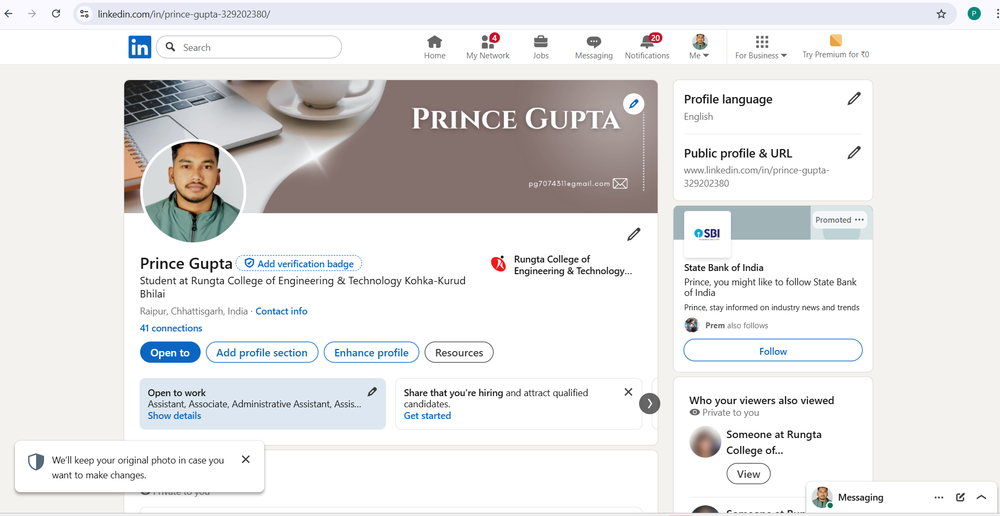 linkedin.com/in/prince-gupta-329202380/
P
in
Search
Home
4
My Network
Jobs
Messaging
20
Notifications
Me
For Business
Try Premium for ₹0
PRINCE GUPTA
pg7074311@gmail.com
Prince Gupta
Add verification badge
Student at Rungta College of Engineering & Technology Kohka-Kurud
Bhilai
Raipur, Chhattisgarh, India · Contact info
41 connections
Rungta College of
Engineering & Technology...
Open to
Add profile section
Enhance profile
Resources
Open to work
Assistant, Associate, Administrative Assistant, Assis...
Show details
Share that you’re hiring and attract qualified
candidates.
Get started
We’ll keep your original photo in case you
want to make changes.
Private to you
Profile language
English
Public profile & URL
www.linkedin.com/in/prince-gupta-
329202380
Promoted ···
SBI
State Bank of India
Prince, you might like to follow State Bank
of India
Prince, stay informed on industry news and trends
Prem also follows
Follow
Who your viewers also viewed
Private to you
Someone at Rungta
College of...
View
Someone at Run
Messaging